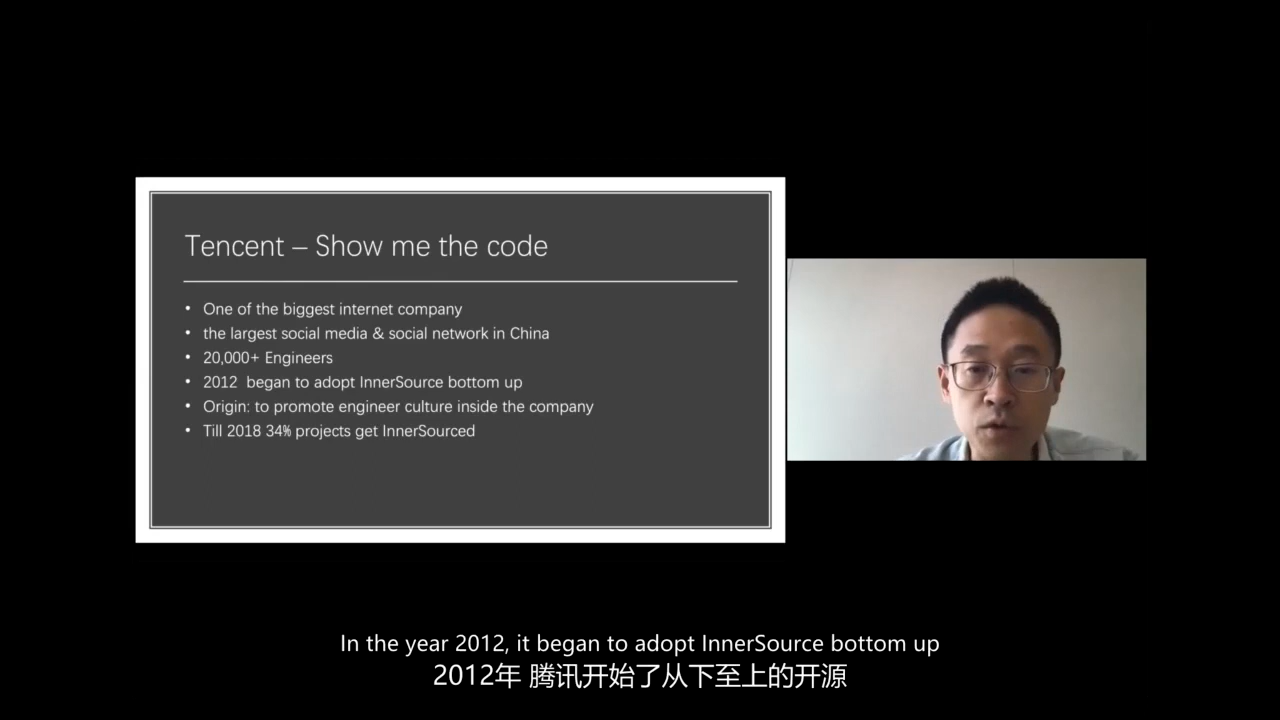 Tencent – Show me the code
• One of the biggest internet company
• the largest social media & social network in China
• 20,000+ Engineers
• 2012 began to adopt InnerSource bottom up
• Origin: to promote engineer culture inside the company
• Till 2018 34% projects get InnerSourced
In the year 2012, it began to adopt InnerSource bottom up
2012年 腾讯开始了从下至上的开源